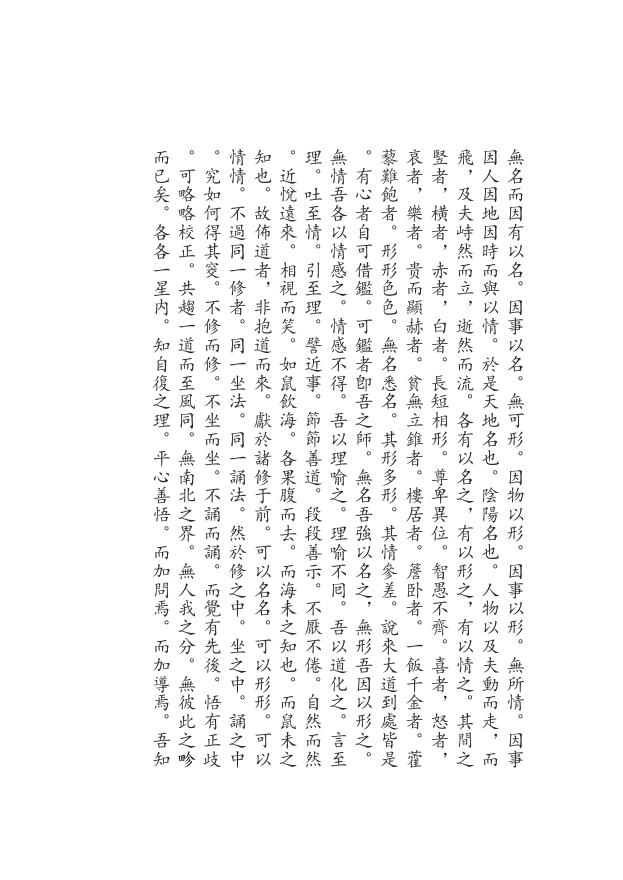 無名而因有以名。因事以名。無可形。因物以形。因事以形。無所情。因事
因人因地因時而與以情。於是天地名也。陰陽名也。人物以及夫動而走，而
飛，及夫峙然而立，逝然而流。各有以名之，有以形之，有以情之。其間之
竪者，橫者，赤者，白者。長短相形。尊卑異位。智愚不齊。喜者，怒者，
哀者，樂者。贵而顯赫者。貧無立錐者。樓居者。簷卧者。一飯千金者。藿
藜難飽者。形形色色。無名悉名。其形多形。其情參差。說來大道到處皆是
。有心者自可借鑑。可鑑者卽吾之師。無名吾強以名之，無形吾因以形之。
無情吾各以情感之。情感不得。吾以理喻之。理喻不囘。吾以道化之。言至
理。吐至情。引至理。譬近事。節節善道。段段善示。不厭不倦。自然而然
。近悅遠來。相視而笑。如鼠飲海。各果腹而去。而海未之知也。而鼠未之
知也。故佈道者，非抱道而來。獻於諸修于前。可以名名。可以形形。可以
情情。不過同一修者。同一坐法。同一誦法。然於修之中。坐之中。誦之中
。究如何得其窔。不修而修。不坐而坐。不誦而誦。而覺有先後。悟有正歧
。可略略校正。共趨一道而至風同。無南北之界。無人我之分。無彼此之畛
而已矣。各各一星內。知自復之理。平心善悟。而加問焉。而加導焉。吾知